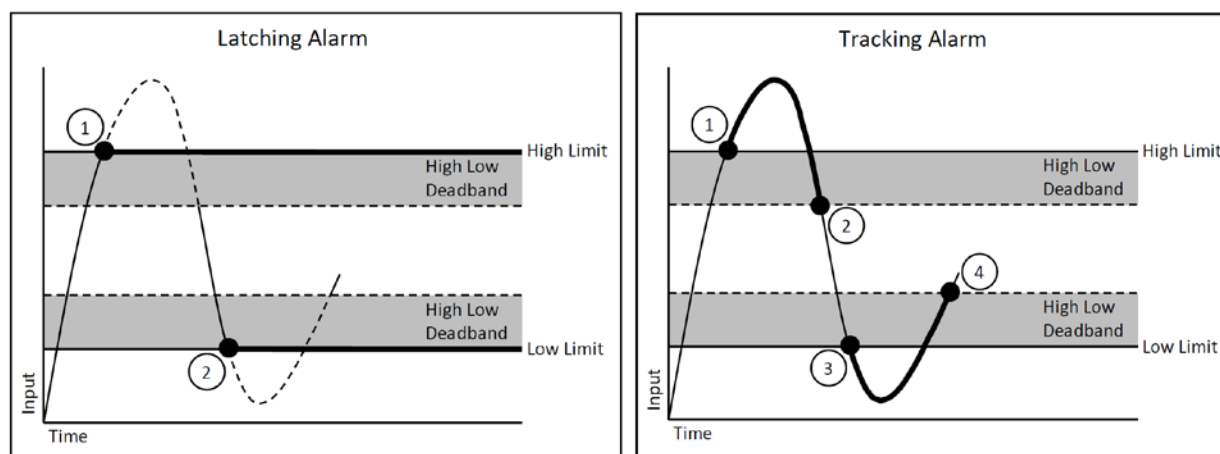 Latching Alarm
1
High Limit
High Low
Deadband
High Low
Deadband
Low Limit
2
Input
Time
Tracking Alarm
1
High Limit
High Low
Deadband
2
4
High Low
Deadband
Low Limit
3
Input
Time